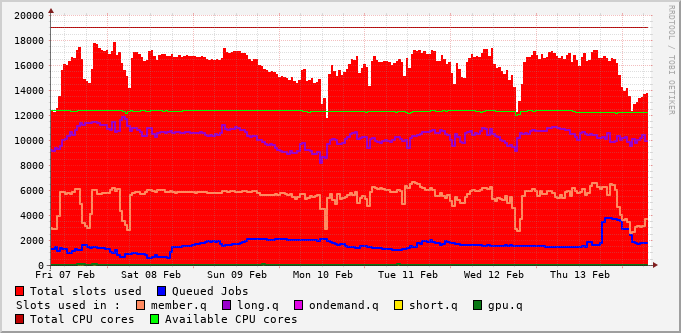 RRDTOOL / TOBI OETIKER
20000
18000
16000
14000
12000
10000
8000
6000
4000
2000
0
Fri 07 Feb Sat 08 Feb Sun 09 Feb Mon 10 Feb Tue 11 Feb Wed 12 Feb Thu 13 Feb
Total slots used Queued Jobs
Slots used in : member.q long.q ondemand.q short.q gpu.q
Total CPU cores Available CPU cores